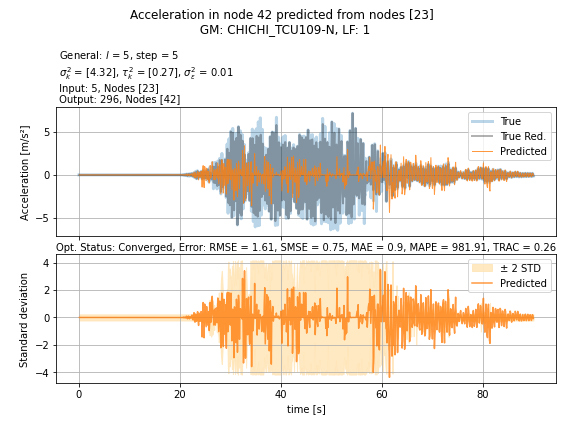 Acceleration in node 42 predicted from nodes [23]
GM: CHICHI_TCU109-N, LF: 1
General: l = 5, step = 5
σ²ₖ = [4.32], τ²ₖ = [0.27], σ²ε = 0.01
Input: 5, Nodes [23]
Output: 296, Nodes [42]
Acceleration [m/s²]
5
0
−5
True
True Red.
Predicted
Opt. Status: Converged, Error: RMSE = 1.61, SMSE = 0.75, MAE = 0.9, MAPE = 981.91, TRAC = 0.26
Standard deviation
4
2
0
−2
−4
± 2 STD
Predicted
0 20 40 60 80
time [s]